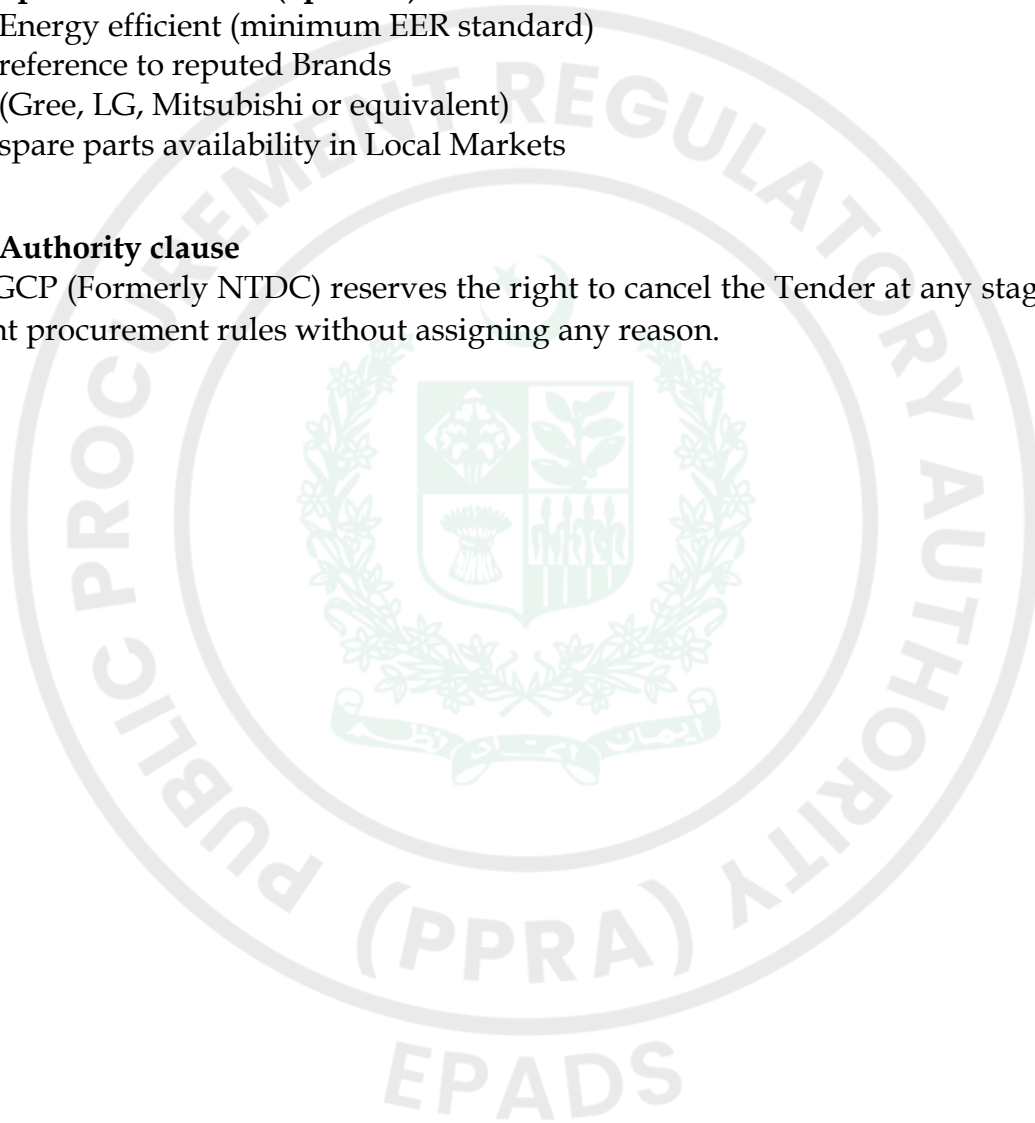 Energy efficient (minimum EER standard)
reference to reputed Brands
(Gree, LG, Mitsubishi or equivalent)
spare parts availability in Local Markets
Authority clause
GCP (Formerly NTDC) reserves the right to cancel the Tender at any stag
nt procurement rules without assigning any reason.
PUBLIC PROCUREMENT REGULATORY AUTHORITY
(PPRA)
EPADS